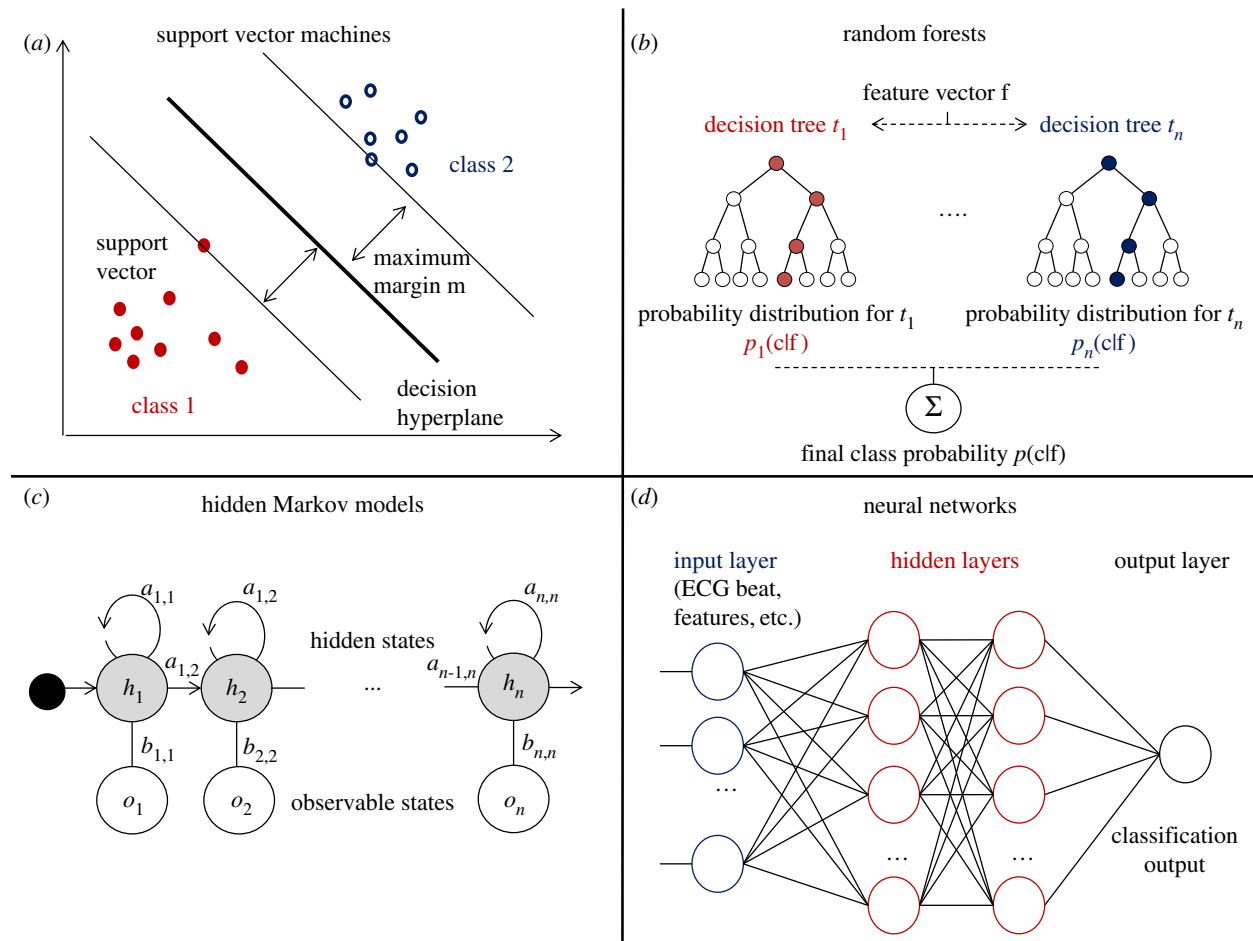 (a)
support vector machines
class 2
support
vector
maximum
margin m
class 1
decision
hyperplane
(b)
random forests
feature vector f
decision tree t1
decision tree tn
....
probability distribution for t1
probability distribution for tn
p1(c|f)
pn(c|f)
Σ
final class probability p(c|f)
(c)
hidden Markov models
a1,1
a1,2
an,n
hidden states
a1,2
an-1,n
h1
h2
...
hn
b1,1
b2,2
bn,n
o1
o2
observable states
on
(d)
neural networks
input layer
hidden layers
output layer
(ECG beat,
features, etc.)
...
...
...
classification
output